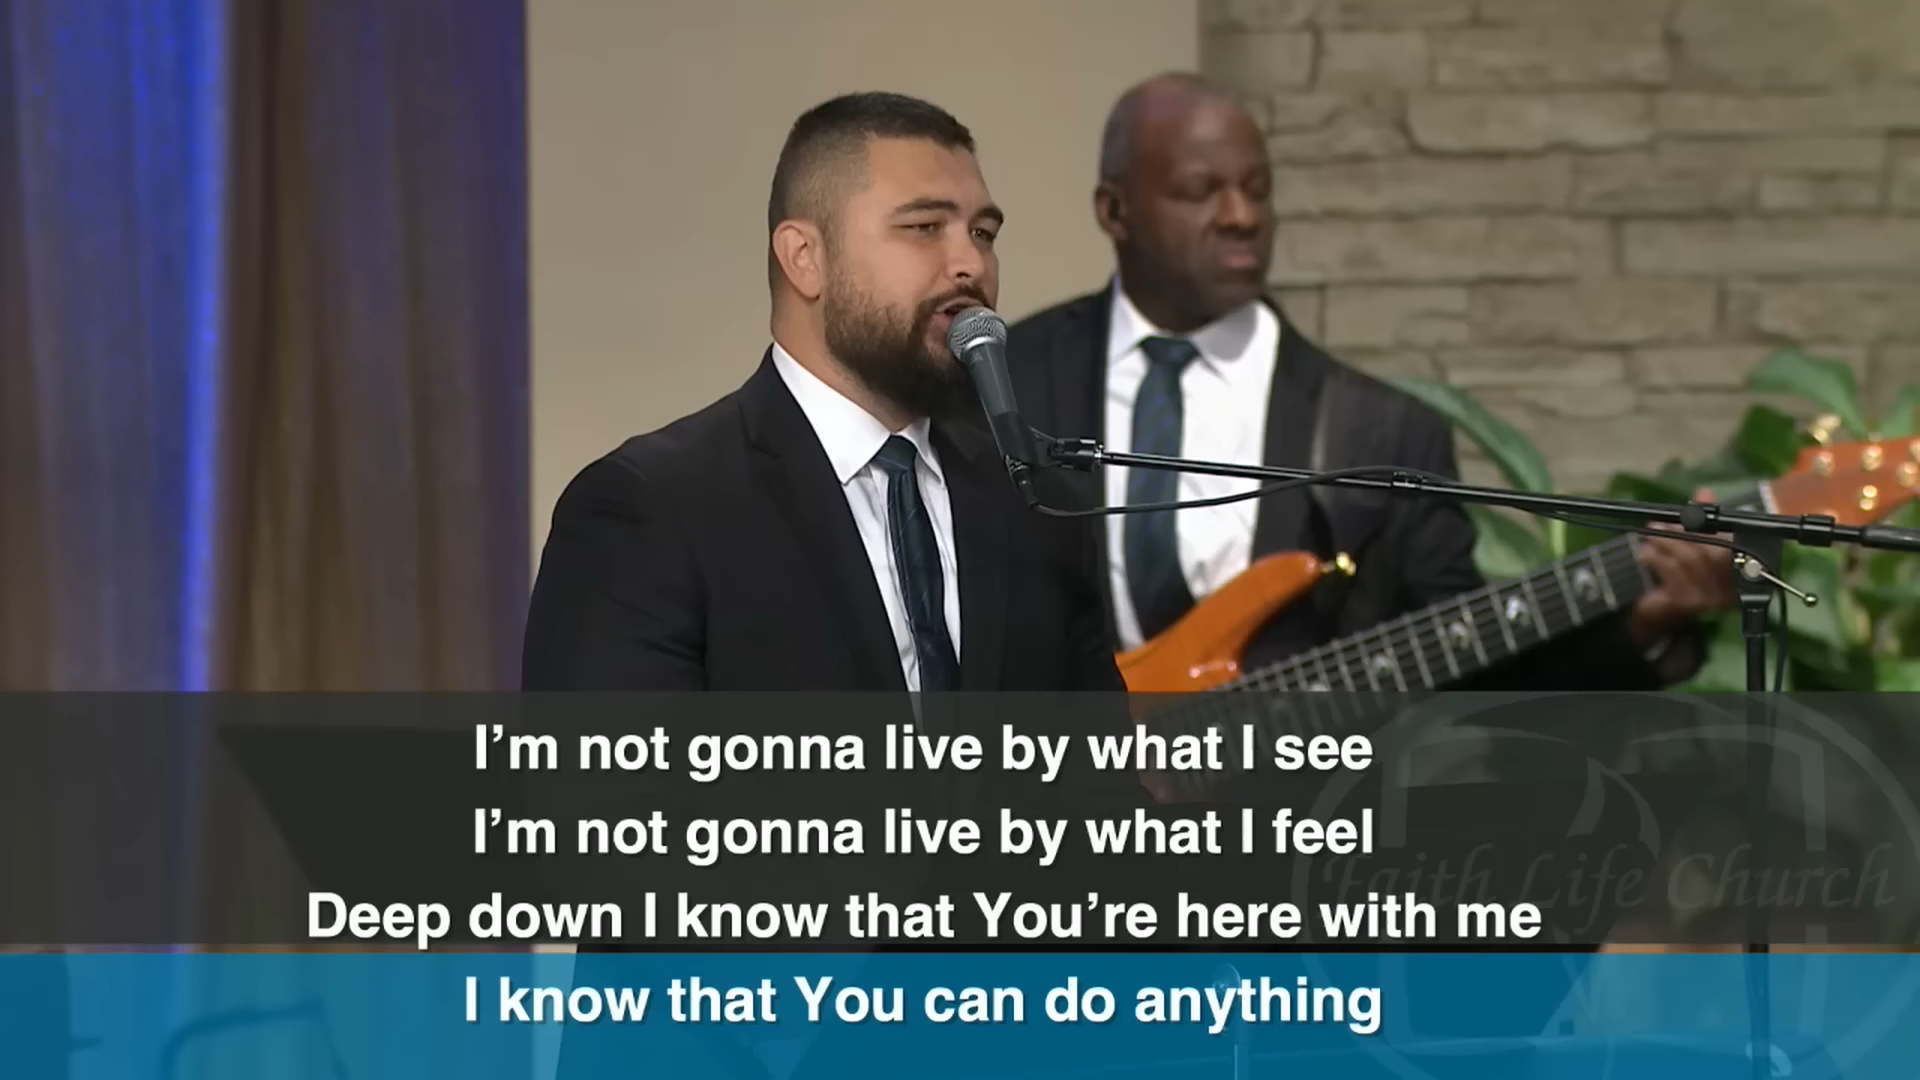 I'm not gonna live by what I see
I'm not gonna live by what I feel
Deep down I know that You're here with me
I know that You can do anything
Faith Life Church